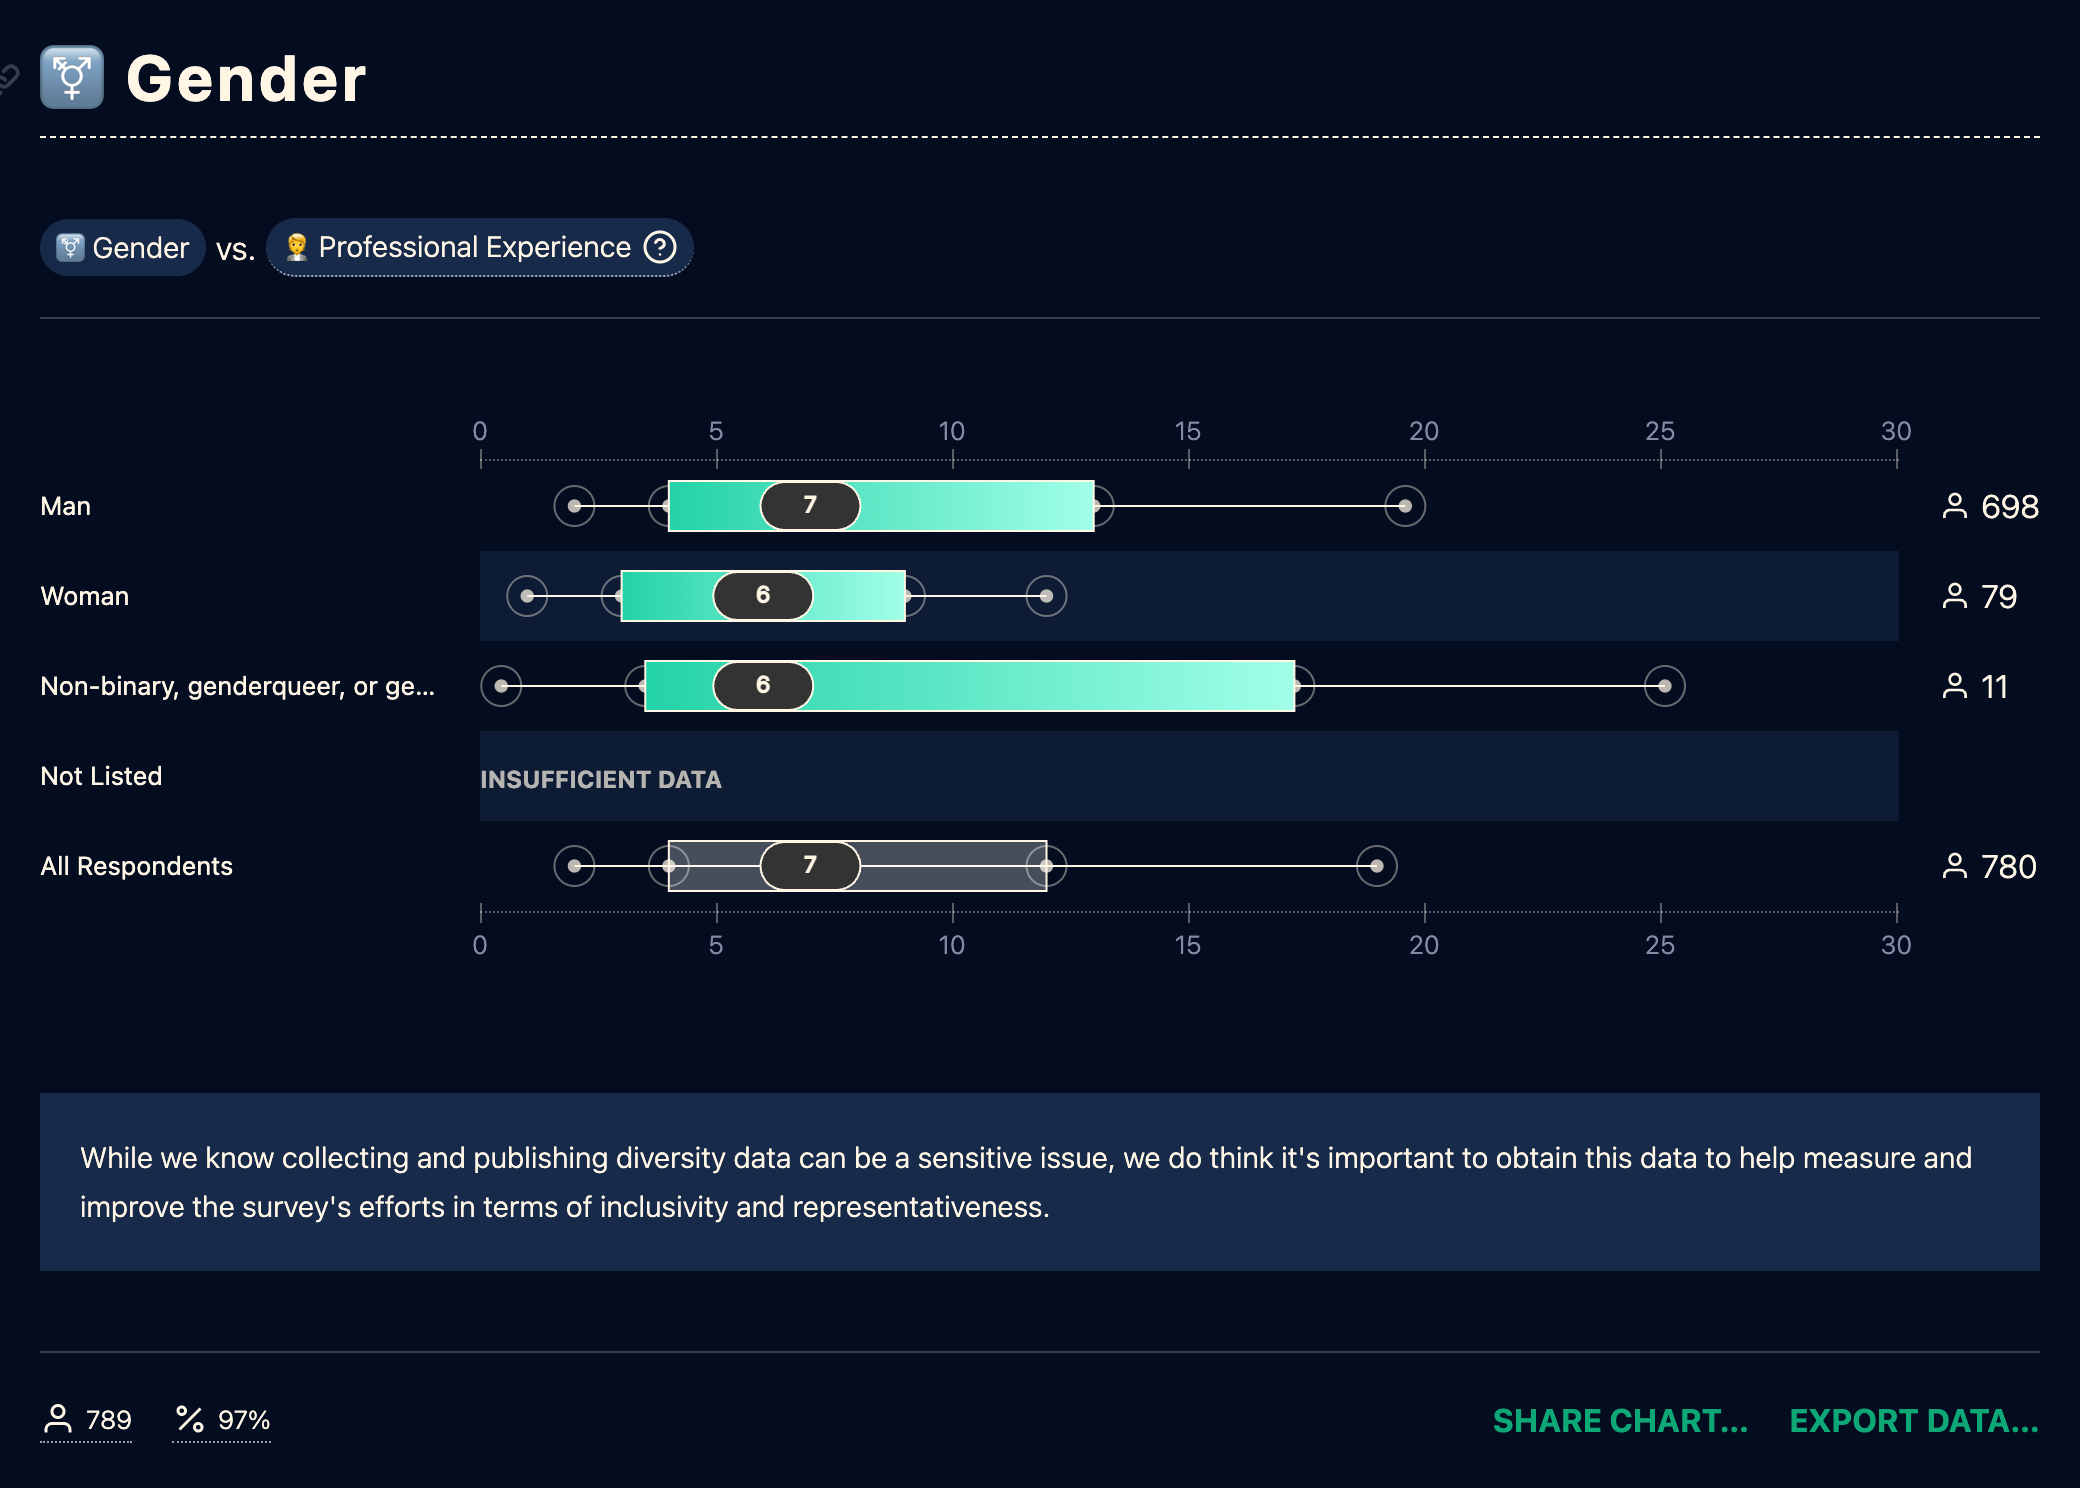 Gender
Gender vs. Professional Experience
0 5 10 15 20 25 30
Man 7 698
Woman 6 79
Non-binary, genderqueer, or ge... 6 11
Not Listed INSUFFICIENT DATA
All Respondents 7 780
0 5 10 15 20 25 30
While we know collecting and publishing diversity data can be a sensitive issue, we do think it's important to obtain this data to help measure and
improve the survey's efforts in terms of inclusivity and representativeness.
789 97% SHARE CHART... EXPORT DATA...